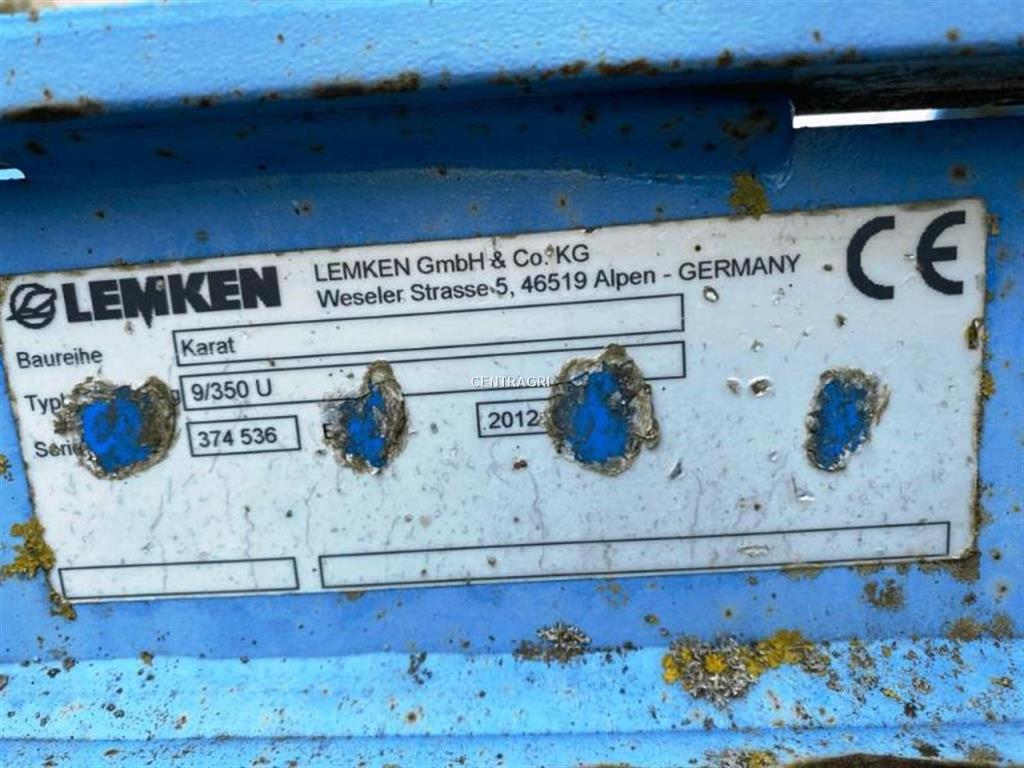 LEMKEN
LEMKEN GmbH & Co. KG
Weseler Strasse 5, 46519 Alpen - GERMANY
CE
Baureihe Karat
9/350 U
374 536 2012
CENTRAGRI